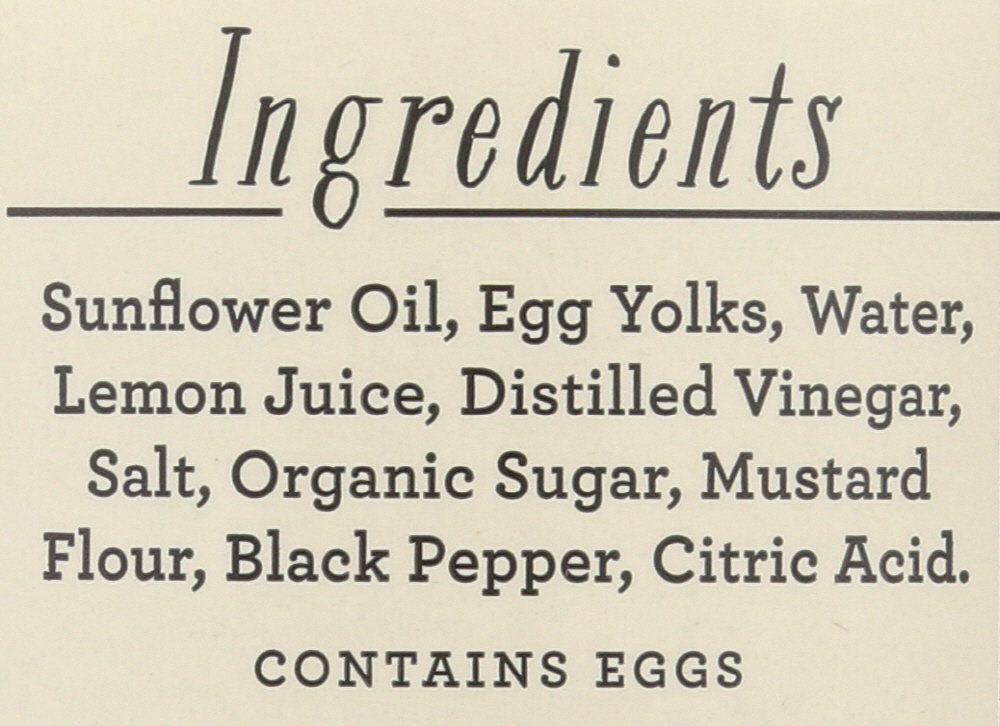 Ingredients
Sunflower Oil, Egg Yolks, Water,
Lemon Juice, Distilled Vinegar,
Salt, Organic Sugar, Mustard
Flour, Black Pepper, Citric Acid.
CONTAINS EGGS